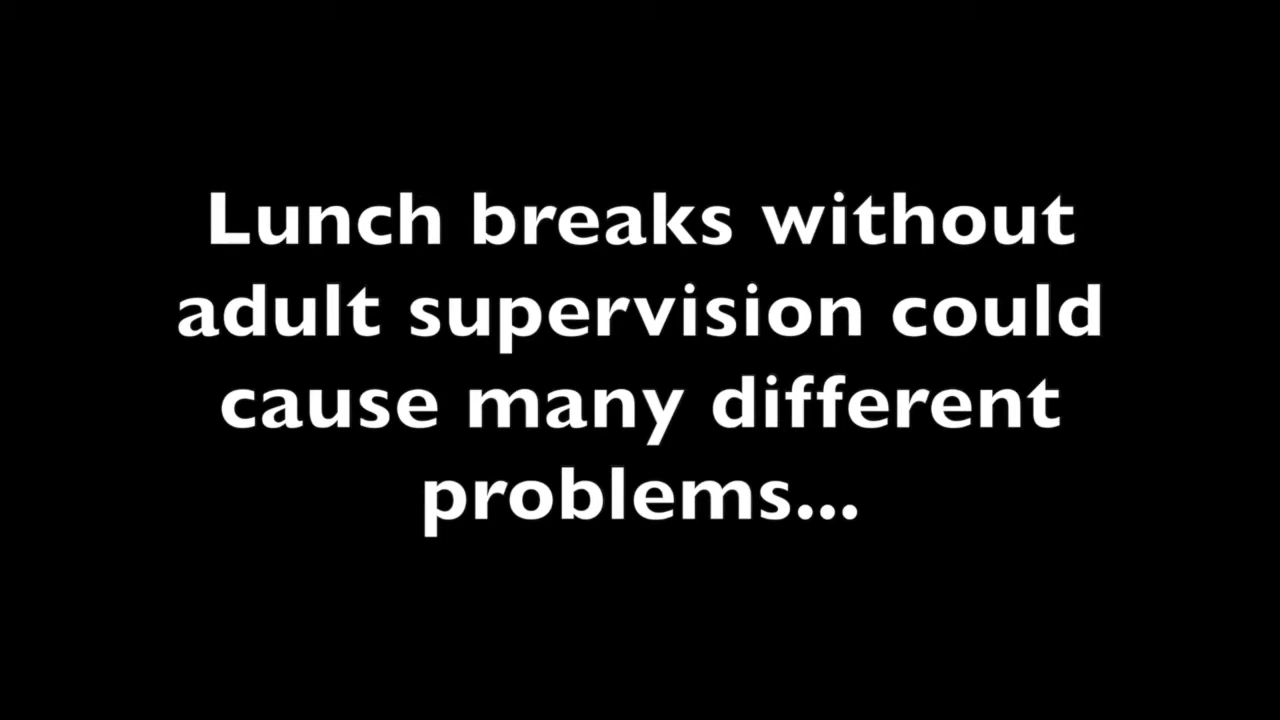 Lunch breaks without
adult supervision could
cause many different
problems...